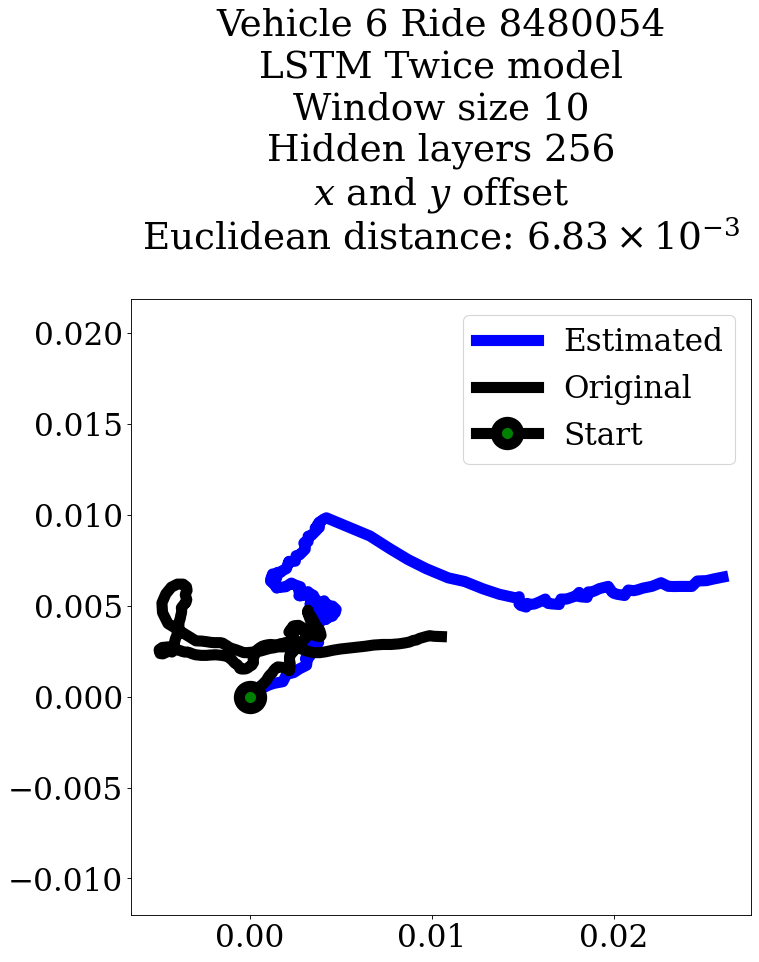 Vehicle 6 Ride 8480054
LSTM Twice model
Window size 10
Hidden layers 256
x and y offset
Euclidean distance: 6.83 × 10⁻³
Estimated
Original
Start
0.020
0.015
0.010
0.005
0.000
−0.005
−0.010
0.00 0.01 0.02